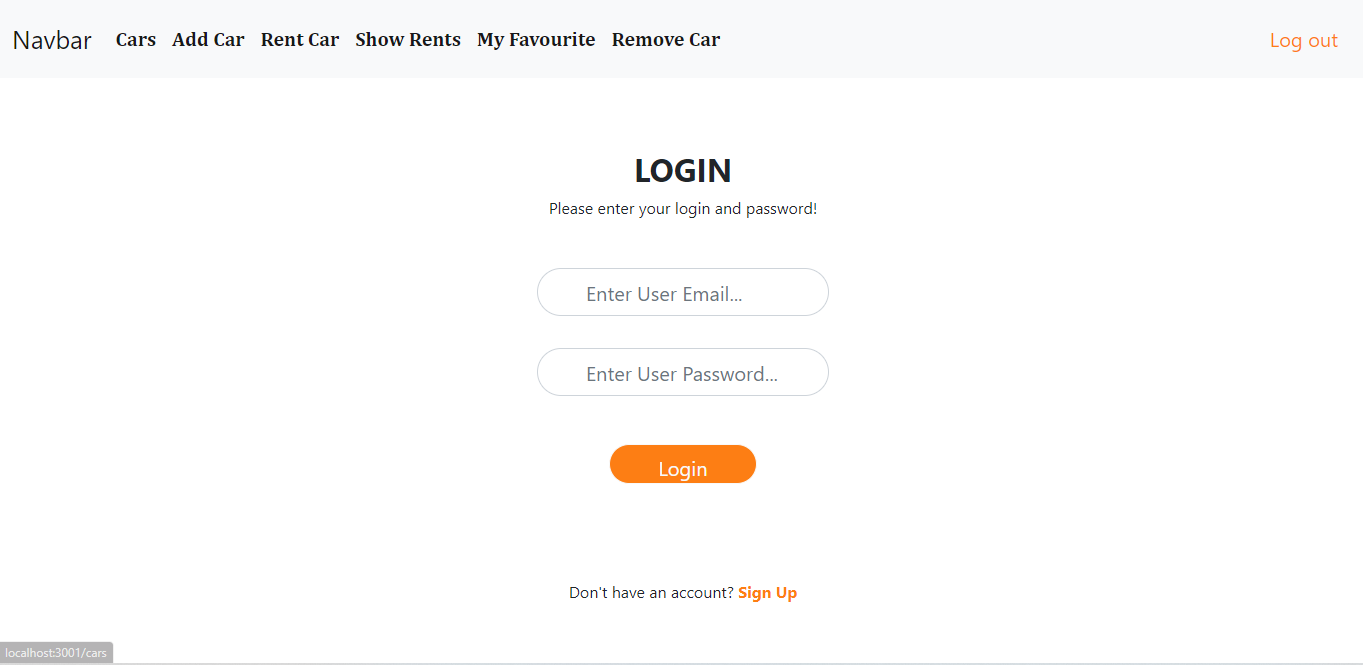 Navbar Cars Add Car Rent Car Show Rents My Favourite Remove Car Log out
LOGIN
Please enter your login and password!
Enter User Email...
Enter User Password...
Login
Don't have an account? Sign Up
localhost:3001/cars